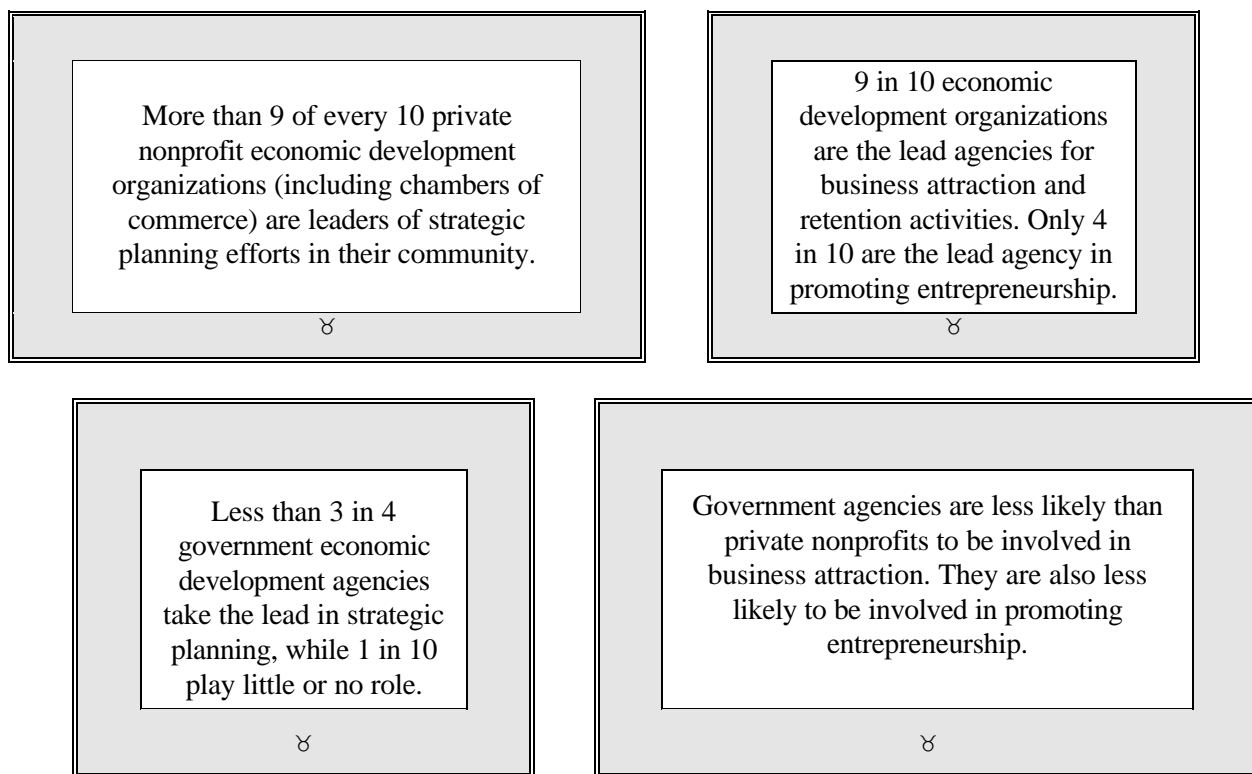 More than 9 of every 10 private
nonprofit economic development
organizations (including chambers of
commerce) are leaders of strategic
planning efforts in their community.
♉
9 in 10 economic
development organizations
are the lead agencies for
business attraction and
retention activities. Only 4
in 10 are the lead agency in
promoting entrepreneurship.
♉
Less than 3 in 4
government economic
development agencies
take the lead in strategic
planning, while 1 in 10
play little or no role.
♉
Government agencies are less likely than
private nonprofits to be involved in
business attraction. They are also less
likely to be involved in promoting
entrepreneurship.
♉